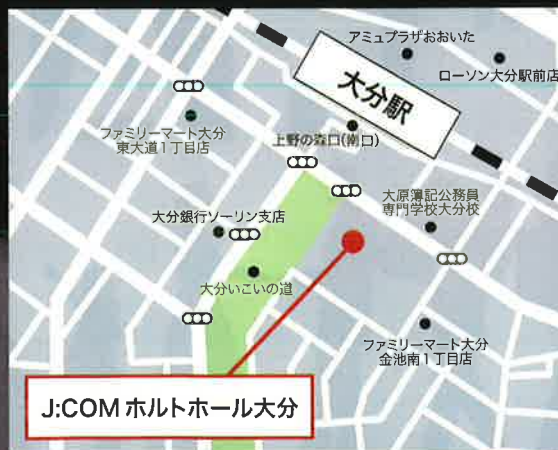 アミュプラザおおいた
ローソン大分駅前店
大分駅
ファミリーマート大分
東大道1丁目店
上野の森口(南口)
大原簿記公務員
専門学校大分校
大分銀行ソーリン支店
大分いこいの道
ファミリーマート大分
金池南1丁目店
J:COM ホルトホール大分